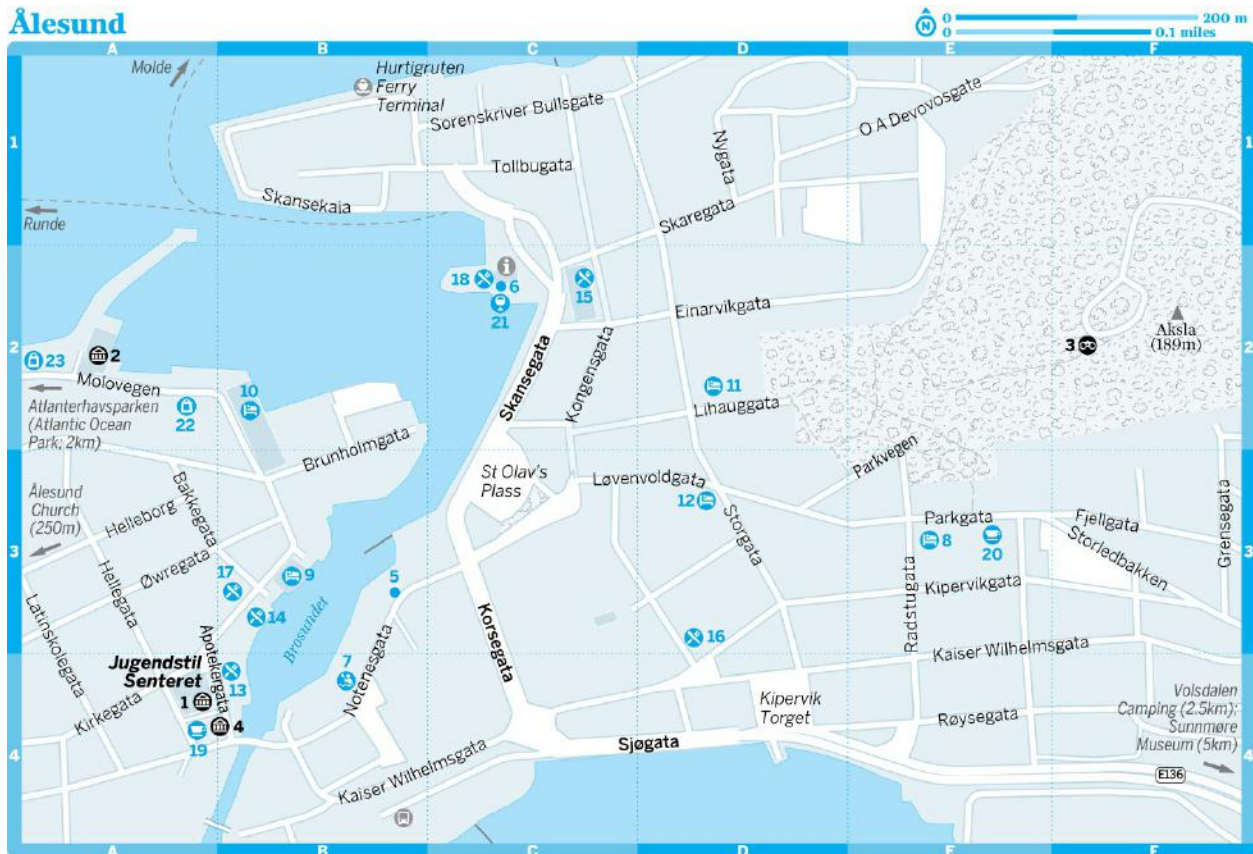 Ålesund
N
0 200 m
0 0.1 miles
A B C D E F
Molde
Hurtigruten
Ferry
Terminal
Sorenskriver Bullsgate
O A Devovosgate
1 1
Tollbugata
Nygata
Skansekaia
Skaregata
Runde
i
18
6
15
21
Einarvikgata
Aksla
(189m)
3
2 2
23
2
Molovegen
10
Skansegata
Kongensgata
11
Lihauggata
Atlanterhavsparken
(Atlantic Ocean
Park; 2km)
22
Brunholmgata
Parkvegen
St Olav's
Plass
Løvenvoldgata
12
Ålesund
Church
(250m)
Helleborg
Bakkegata
Storgata
Parkgata
8
20
Fjellgata
Storledbakken
Grensegata
3 3
Øwregata
17
9
5
Hellegata
14
Kipervikgata
Radstugata
Latinskolegata
Apotekergata
Brosundet
Korsegata
16
Kaiser Wilhelmsgata
Jugendstil
Senteret
13
7
Notenesgata
1
4
Kirkegata
19
Kipervik
Torget
Røysegata
Volsdalen
Camping (2.5km);
Sunnmøre
Museum (5km)
4 4
Sjøgata
Kaiser Wilhelmsgata
E136
A B C D E F